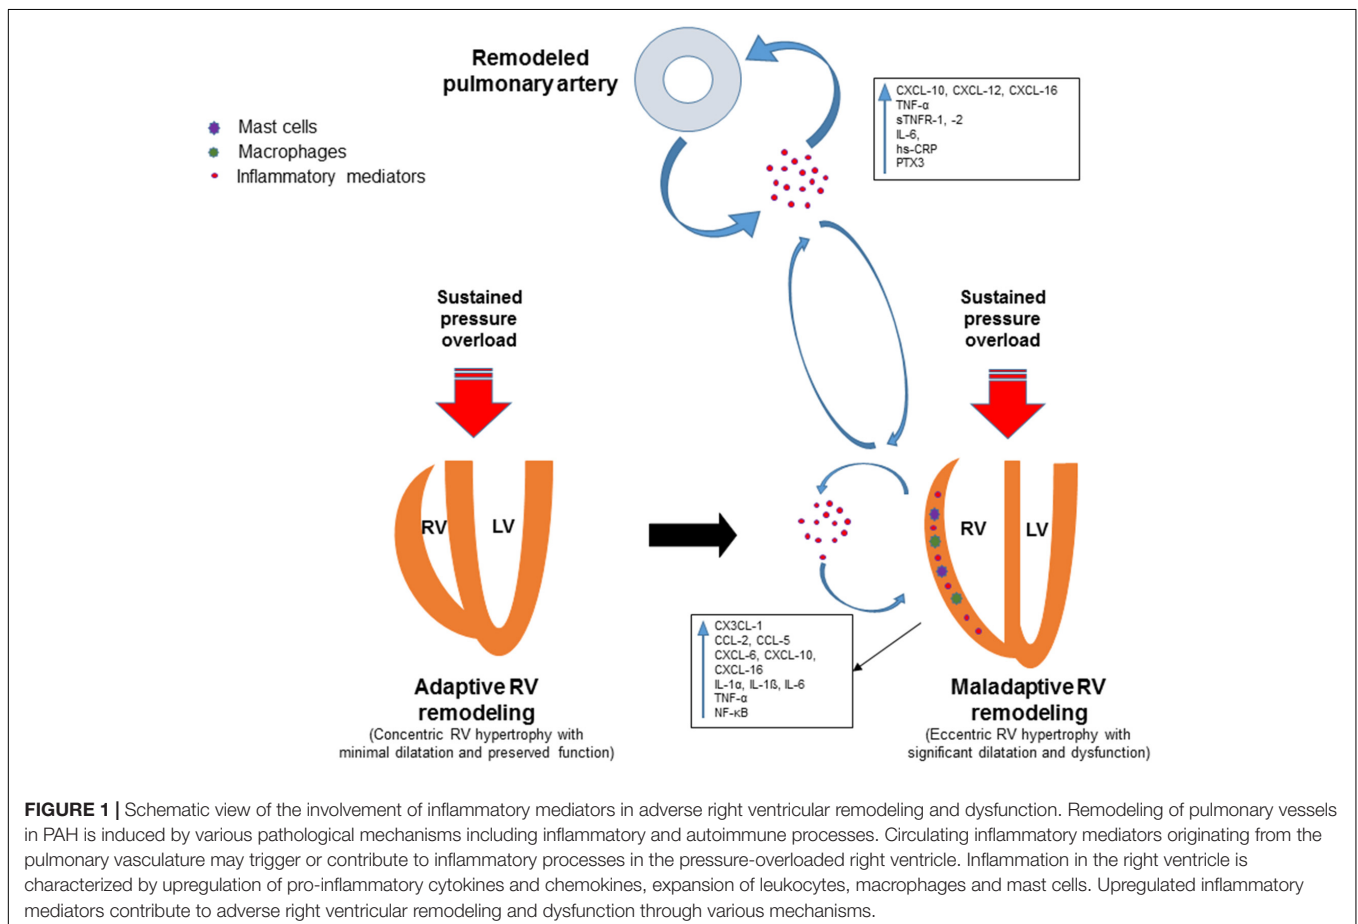 Remodeled
pulmonary artery
Mast cells
Macrophages
Inflammatory mediators
CXCL-10, CXCL-12, CXCL-16
TNF-α
sTNFR-1, -2
IL-6,
hs-CRP
PTX3
Sustained
pressure
overload
Sustained
pressure
overload
RV
LV
RV
LV
CX3CL-1
CCL-2, CCL-5
CXCL-6, CXCL-10,
CXCL-16
IL-1α, IL-1ß, IL-6
TNF-α
NF-κB
Adaptive RV
remodeling
(Concentric RV hypertrophy with
minimal dilatation and preserved function)
Maladaptive RV
remodeling
(Eccentric RV hypertrophy with
significant dilatation and dysfunction)
FIGURE 1 | Schematic view of the involvement of inflammatory mediators in adverse right ventricular remodeling and dysfunction. Remodeling of pulmonary vessels
in PAH is induced by various pathological mechanisms including inflammatory and autoimmune processes. Circulating inflammatory mediators originating from the
pulmonary vasculature may trigger or contribute to inflammatory processes in the pressure-overloaded right ventricle. Inflammation in the right ventricle is
characterized by upregulation of pro-inflammatory cytokines and chemokines, expansion of leukocytes, macrophages and mast cells. Upregulated inflammatory
mediators contribute to adverse right ventricular remodeling and dysfunction through various mechanisms.